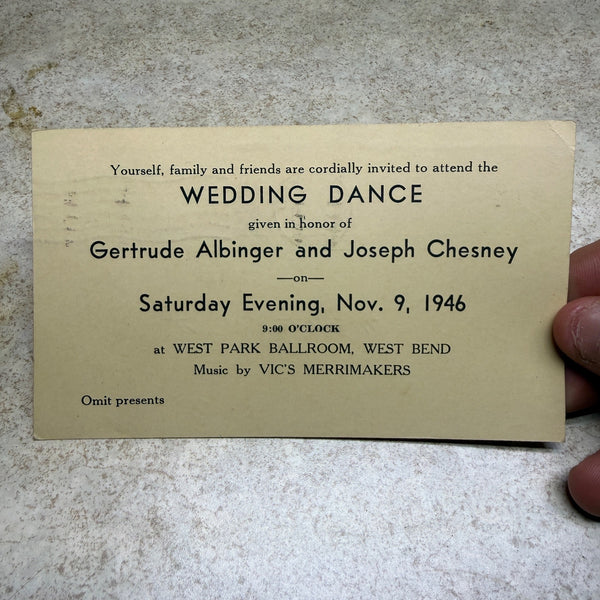 Yourself, family and friends are cordially invited to attend the
WEDDING DANCE
given in honor of
Gertrude Albinger and Joseph Chesney
—on—
Saturday Evening, Nov. 9, 1946
9:00 O'CLOCK
at WEST PARK BALLROOM, WEST BEND
Music by VIC'S MERRIMAKERS
Omit presents